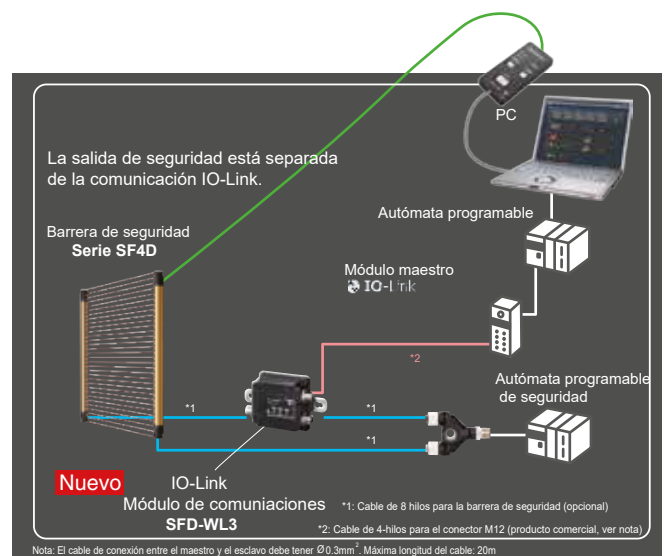 PC
La salida de seguridad está separada
de la comunicación IO-Link.
Autómata programable
Barrera de seguridad
Serie SF4D
Módulo maestro
IO-Link
*2
*1
*1
*1
Autómata programable
de seguridad
Nuevo
IO-Link
Módulo de comuniaciones
SFD-WL3
*1: Cable de 8 hilos para la barrera de seguridad (opcional)
*2: Cable de 4-hilos para el conector M12 (producto comercial, ver nota)
Nota: El cable de conexión entre el maestro y el esclavo debe tener Ø0.3mm². Máxima longitud del cable: 20m